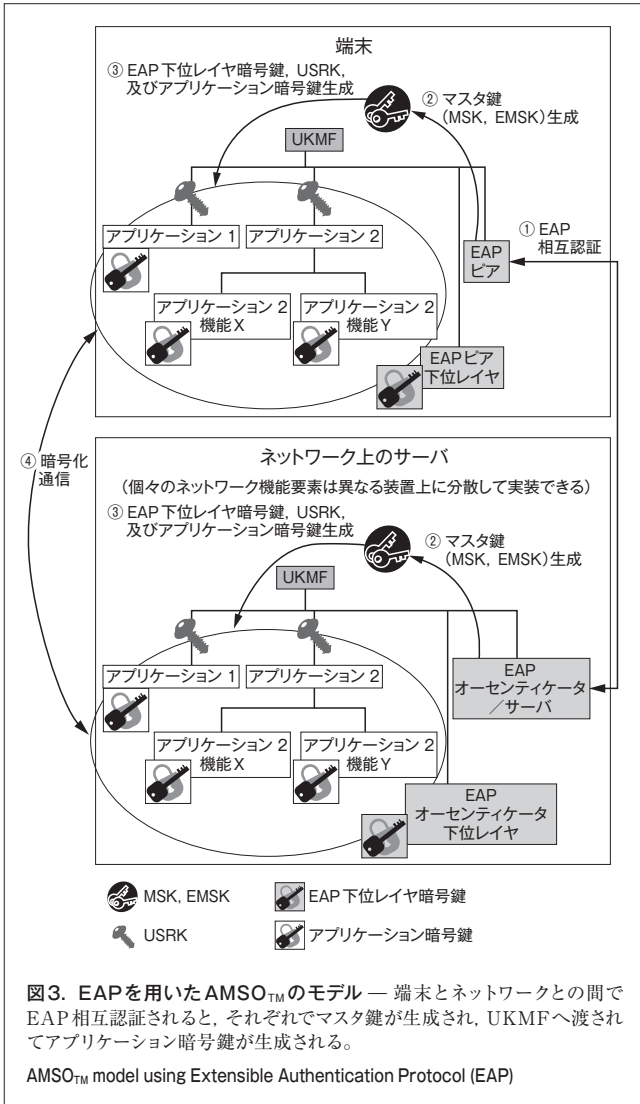 端末
③ EAP下位レイヤ暗号鍵, USRK,
及びアプリケーション暗号鍵生成
② マスタ鍵
(MSK, EMSK)生成
UKMF
① EAP
相互認証
アプリケーション 1
アプリケーション 2
EAP
ピア
アプリケーション 2
機能X
アプリケーション 2
機能Y
EAPピア
下位レイヤ
④ 暗号化
通信
ネットワーク上のサーバ
(個々のネットワーク機能要素は異なる装置上に分散して実装できる)
③ EAP下位レイヤ暗号鍵, USRK,
及びアプリケーション暗号鍵生成
② マスタ鍵
(MSK, EMSK)生成
UKMF
アプリケーション 1
アプリケーション 2
EAP
オーセンティケータ
/サーバ
アプリケーション 2
機能X
アプリケーション 2
機能Y
EAP
オーセンティケータ
下位レイヤ
MSK, EMSK
EAP下位レイヤ暗号鍵
USRK
アプリケーション暗号鍵
図3. EAPを用いたAMSO™のモデル — 端末とネットワークとの間で
EAP相互認証されると, それぞれでマスタ鍵が生成され, UKMFへ渡され
てアプリケーション暗号鍵が生成される。
AMSO™ model using Extensible Authentication Protocol (EAP)